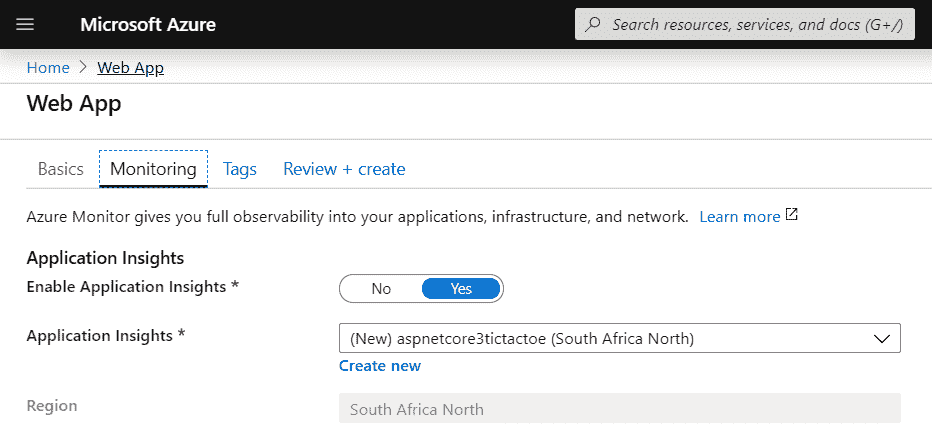 Microsoft Azure
Search resources, services, and docs (G+/)
Home > Web App
Web App
Basics Monitoring Tags Review + create
Azure Monitor gives you full observability into your applications, infrastructure, and network. Learn more
Application Insights
Enable Application Insights * No Yes
Application Insights * (New) aspnetcore3tictactoe (South Africa North)
Create new
Region South Africa North